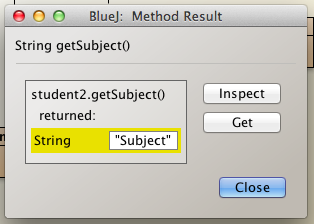 BlueJ: Method Result
String getSubject()
student2.getSubject()
returned:
String "Subject"
Inspect
Get
Close